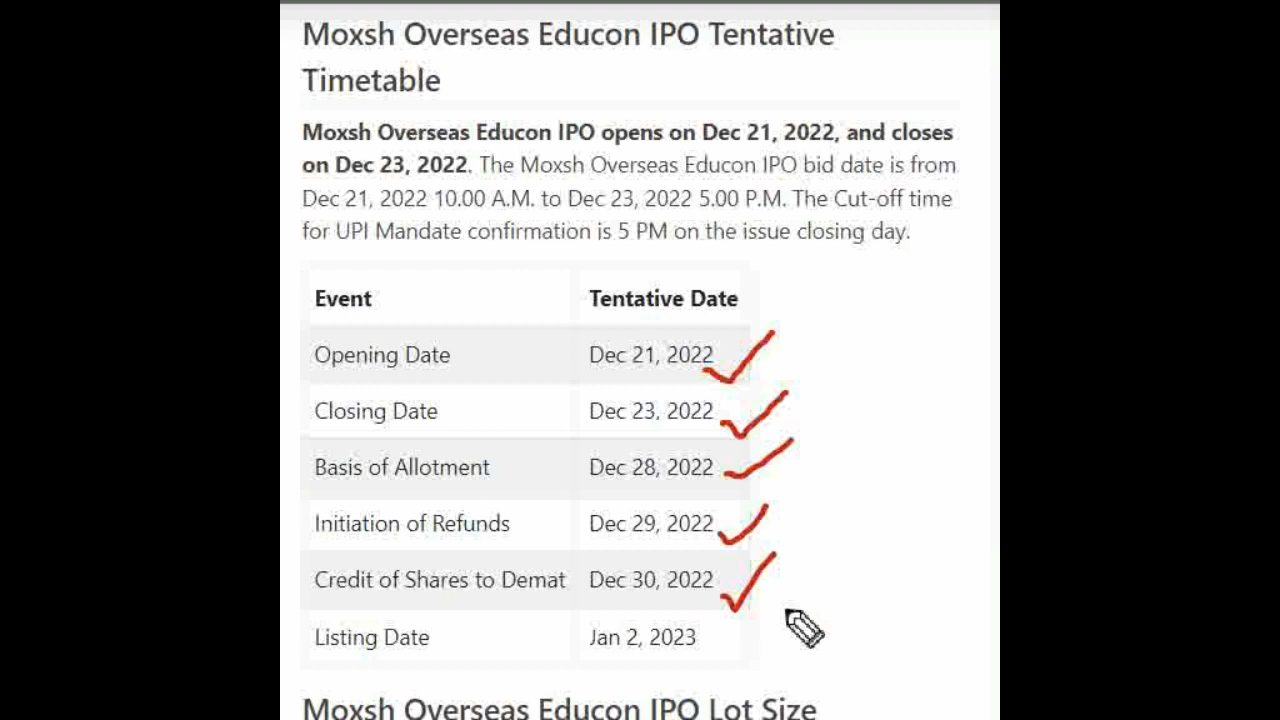 Moxsh Overseas Educon IPO Tentative
Timetable
Moxsh Overseas Educon IPO opens on Dec 21, 2022, and closes
on Dec 23, 2022. The Moxsh Overseas Educon IPO bid date is from
Dec 21, 2022 10.00 A.M. to Dec 23, 2022 5.00 P.M. The Cut-off time
for UPI Mandate confirmation is 5 PM on the issue closing day.
Event Tentative Date
Opening Date Dec 21, 2022
Closing Date Dec 23, 2022
Basis of Allotment Dec 28, 2022
Initiation of Refunds Dec 29, 2022
Credit of Shares to Demat Dec 30, 2022
Listing Date Jan 2, 2023
Moxsh Overseas Educon IPO Lot Size